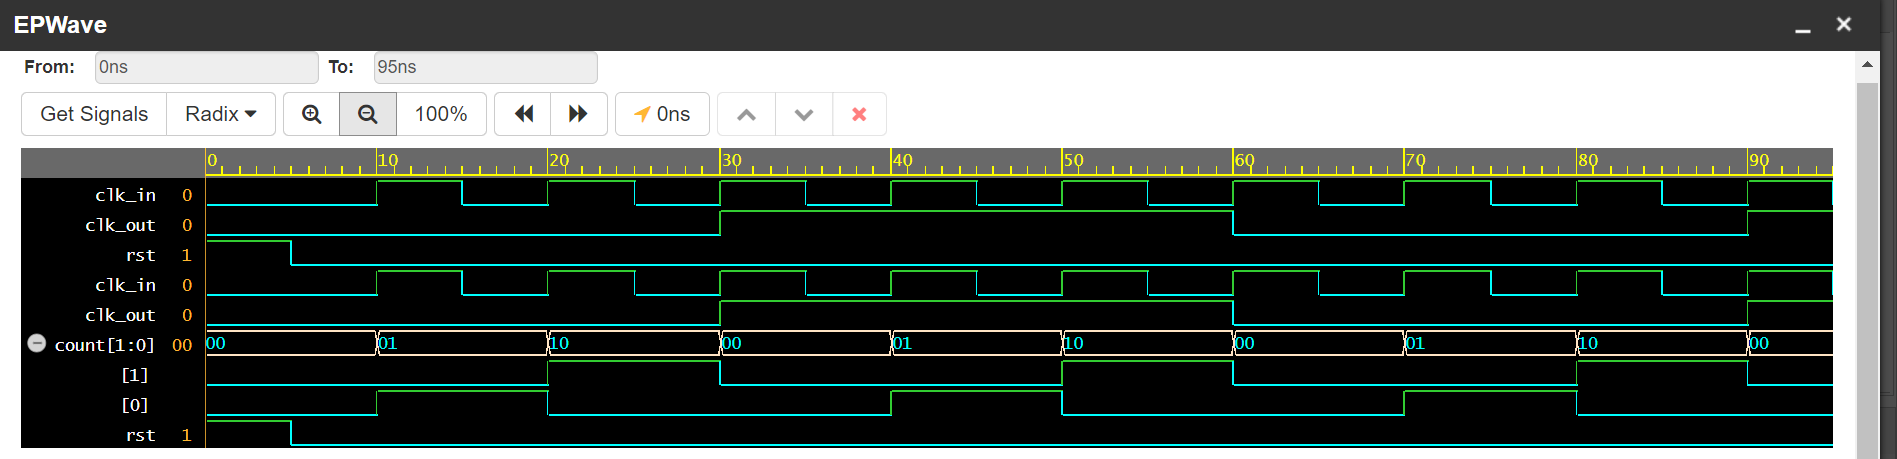 EPWave
From: 0ns To: 95ns
Get Signals Radix 100% 0ns
0 10 20 30 40 50 60 70 80 90
clk_in 0
clk_out 0
rst 1
clk_in 0
clk_out 0
count[1:0] 00 00 01 10 00 01 10 00 01 10 00
[1]
[0]
rst 1